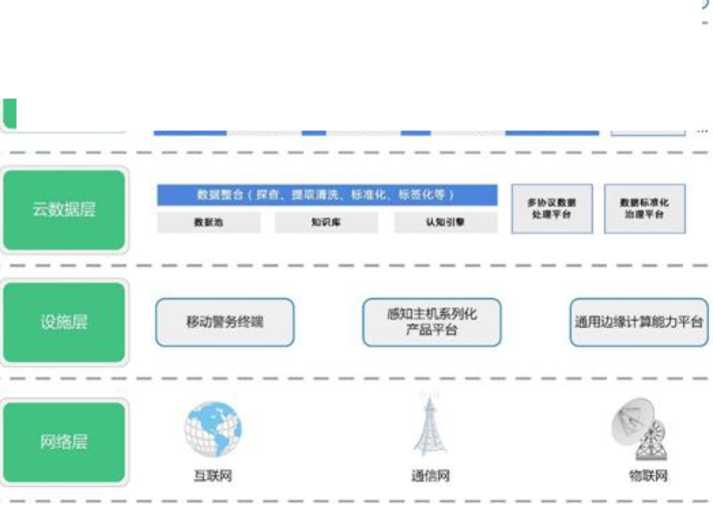 云数据层
数据整合（探查、提取清洗、标准化、标签化等）
数据池
知识库
认知引擎
多协议数据
处理平台
数据标准化
治理平台
设施层
移动警务终端
感知主机系列化
产品平台
通用边缘计算能力平台
网络层
互联网
通信网
物联网